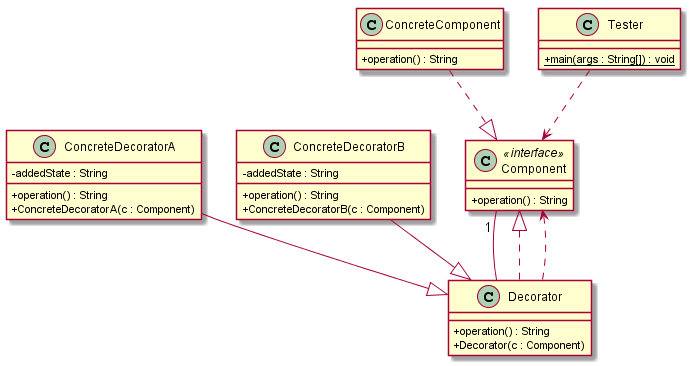 C ConcreteComponent
+operation() : String
C Tester
+main(args : String[]) : void
C ConcreteDecoratorA
-addedState : String
+operation() : String
+ConcreteDecoratorA(c : Component)
C ConcreteDecoratorB
-addedState : String
+operation() : String
+ConcreteDecoratorB(c : Component)
C «interface»
Component
+operation() : String
1
C Decorator
+operation() : String
+Decorator(c : Component)